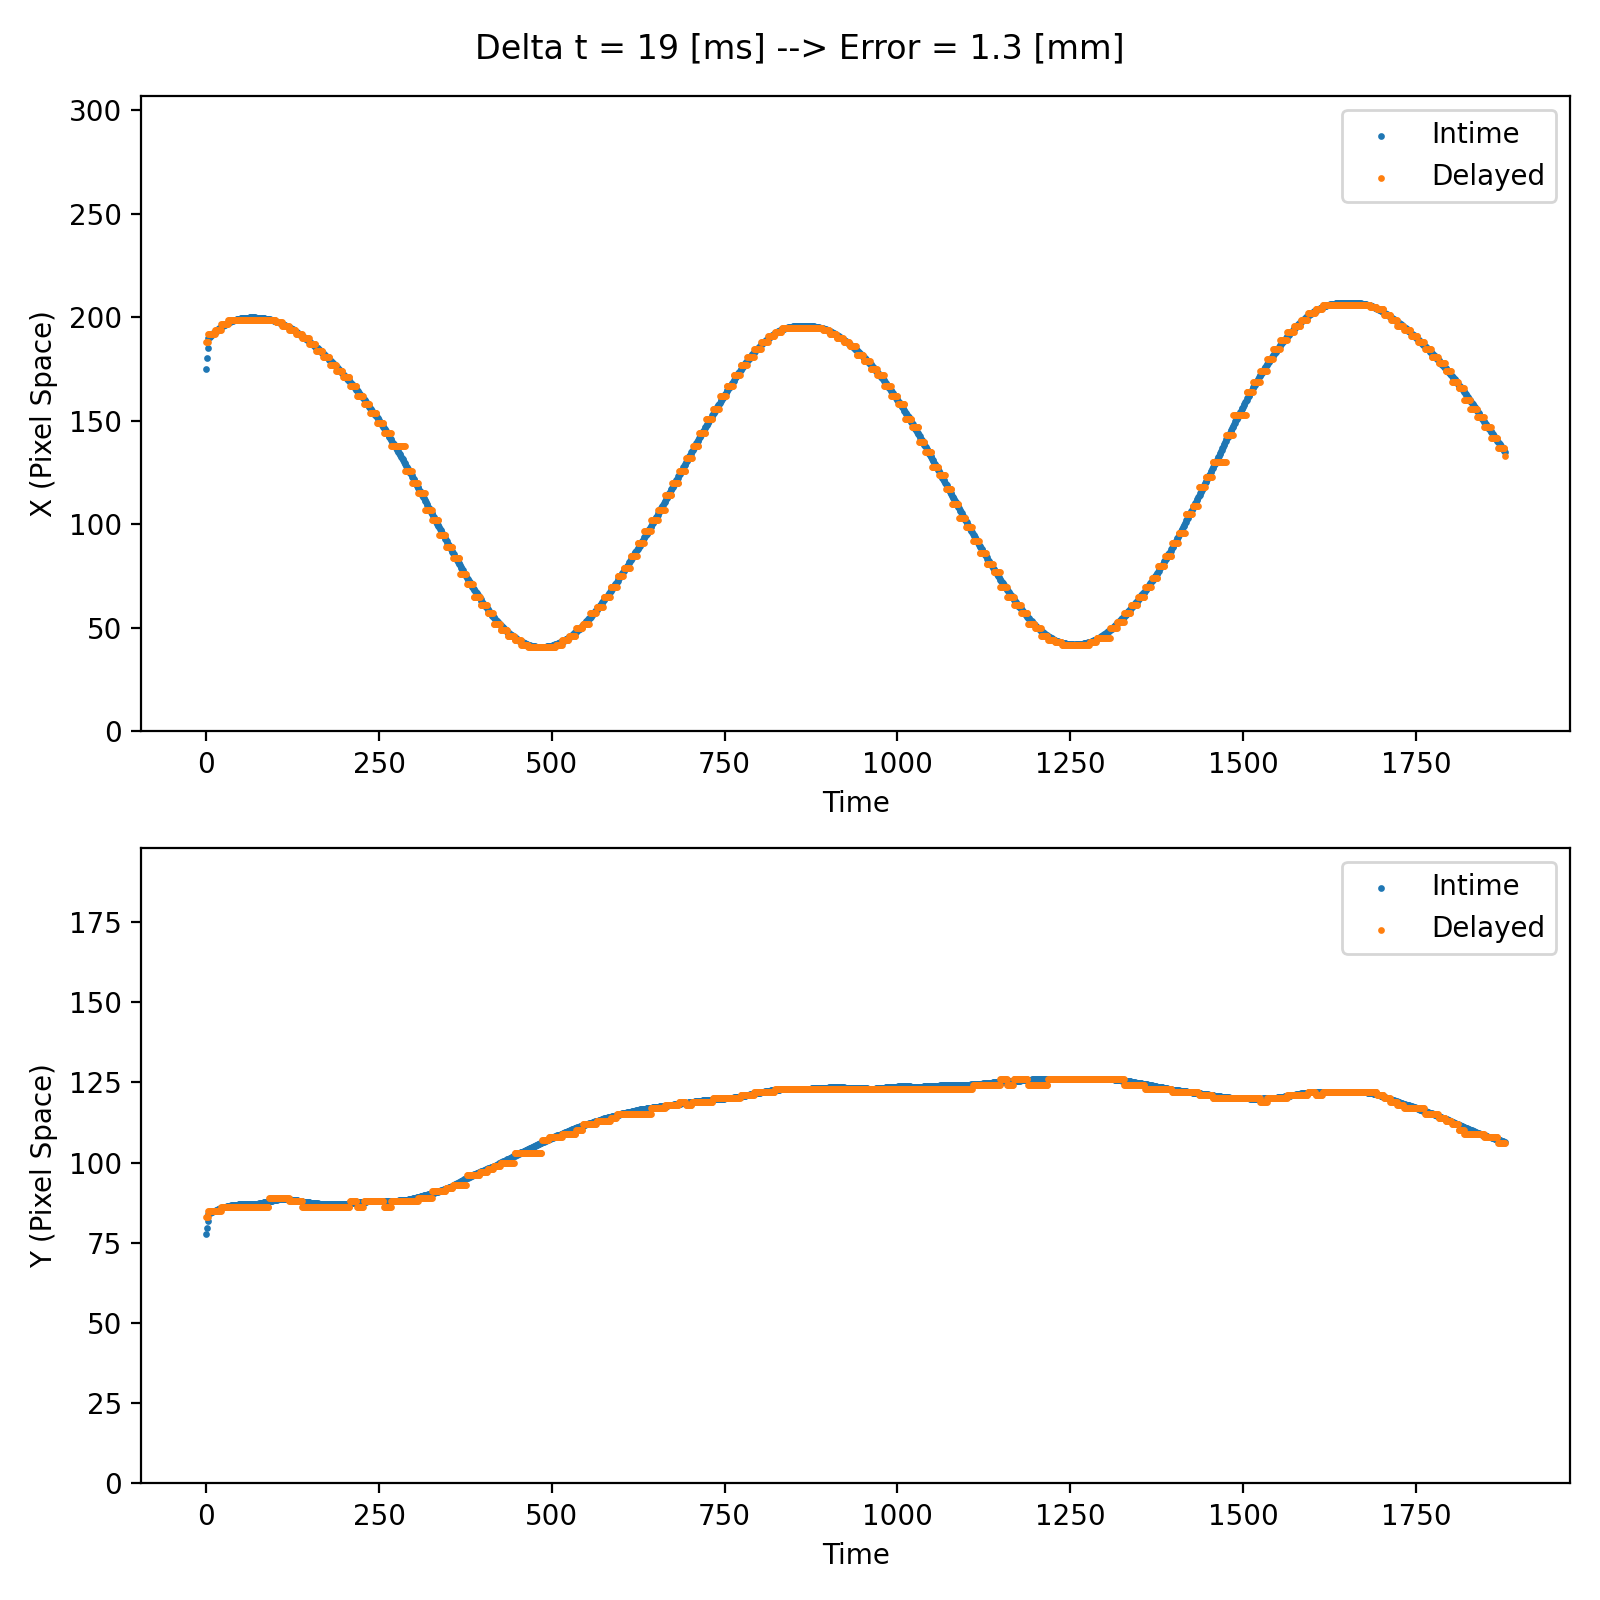 Delta t = 19 [ms] --> Error = 1.3 [mm]
300
250
200
150
100
50
0
X (Pixel Space)
Intime
Delayed
0 250 500 750 1000 1250 1500 1750
Time
175
150
125
100
75
50
25
0
Y (Pixel Space)
Intime
Delayed
0 250 500 750 1000 1250 1500 1750
Time